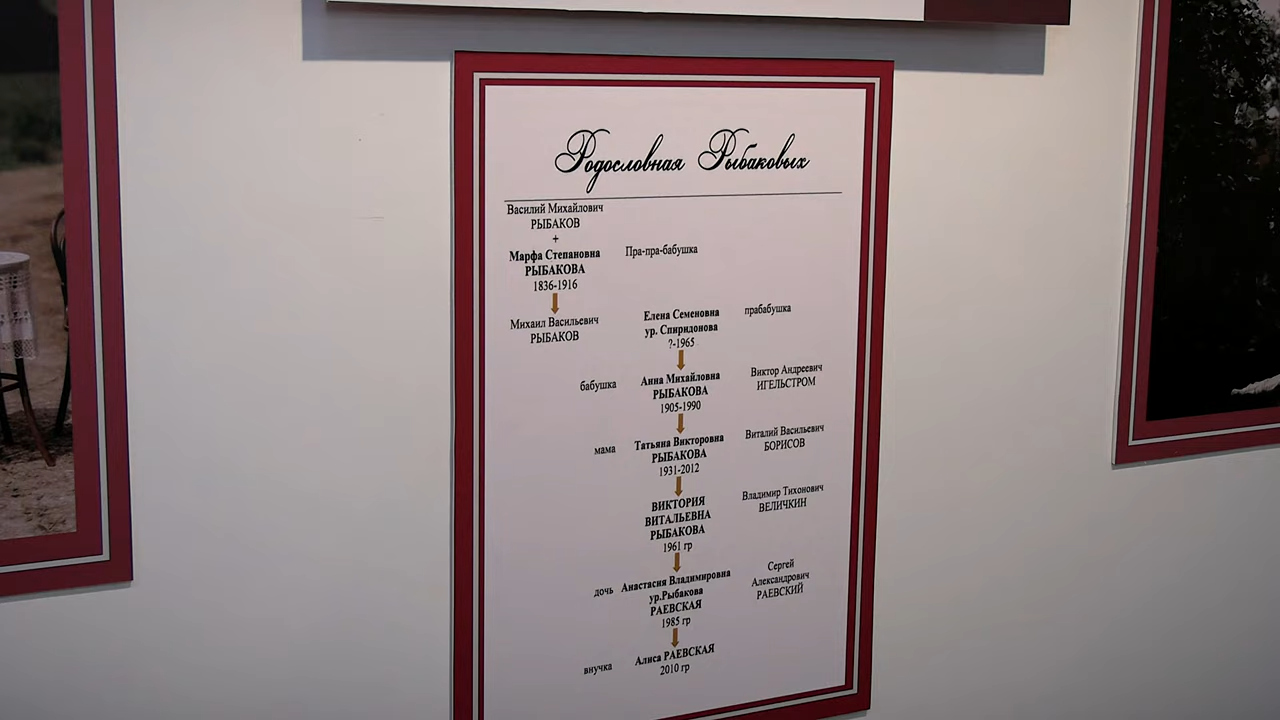 Родословная Рыбаковых
Василий Михайлович
РЫБАКОВ
+
Марфа Степановна
РЫБАКОВА
1836-1916
Пра-пра-бабушка
Михаил Васильевич
РЫБАКОВ
Елена Семеновна
ур. Спиридонова
?-1965
прабабушка
бабушка
Анна Михайловна
РЫБАКОВА
1905-1990
Виктор Андреевич
ИГЕЛЬСТРОМ
мама
Татьяна Викторовна
РЫБАКОВА
1931-2012
Виталий Васильевич
БОРИСОВ
ВИКТОРИЯ
ВИТАЛЬЕВНА
РЫБАКОВА
1961 гр
Владимир Тихонович
ВЕЛИЧКИН
дочь
Анастасия Владимировна
ур.Рыбакова
РАЕВСКАЯ
1985 гр
Сергей
Александрович
РАЕВСКИЙ
внучка
Алиса РАЕВСКАЯ
2010 гр